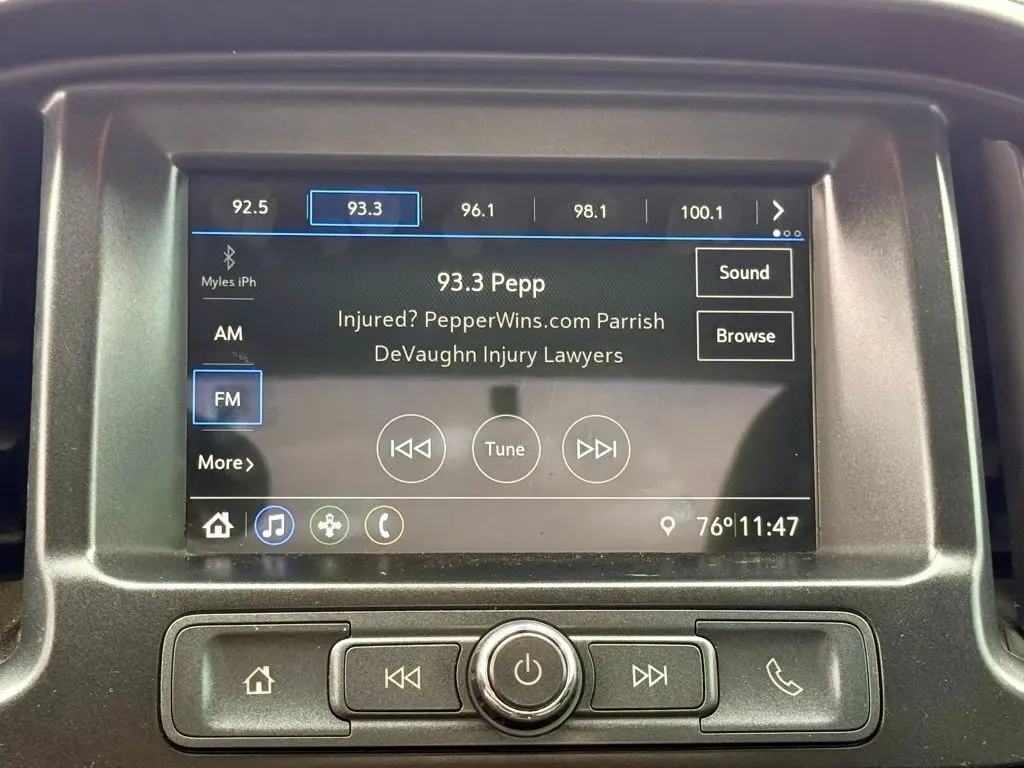 92.5 93.3 96.1 98.1 100.1
Myles iPh
93.3 Pepp
Sound
Injured? PepperWins.com Parrish
DeVaughn Injury Lawyers
AM
Browse
FM
Tune
More
76° 11:47